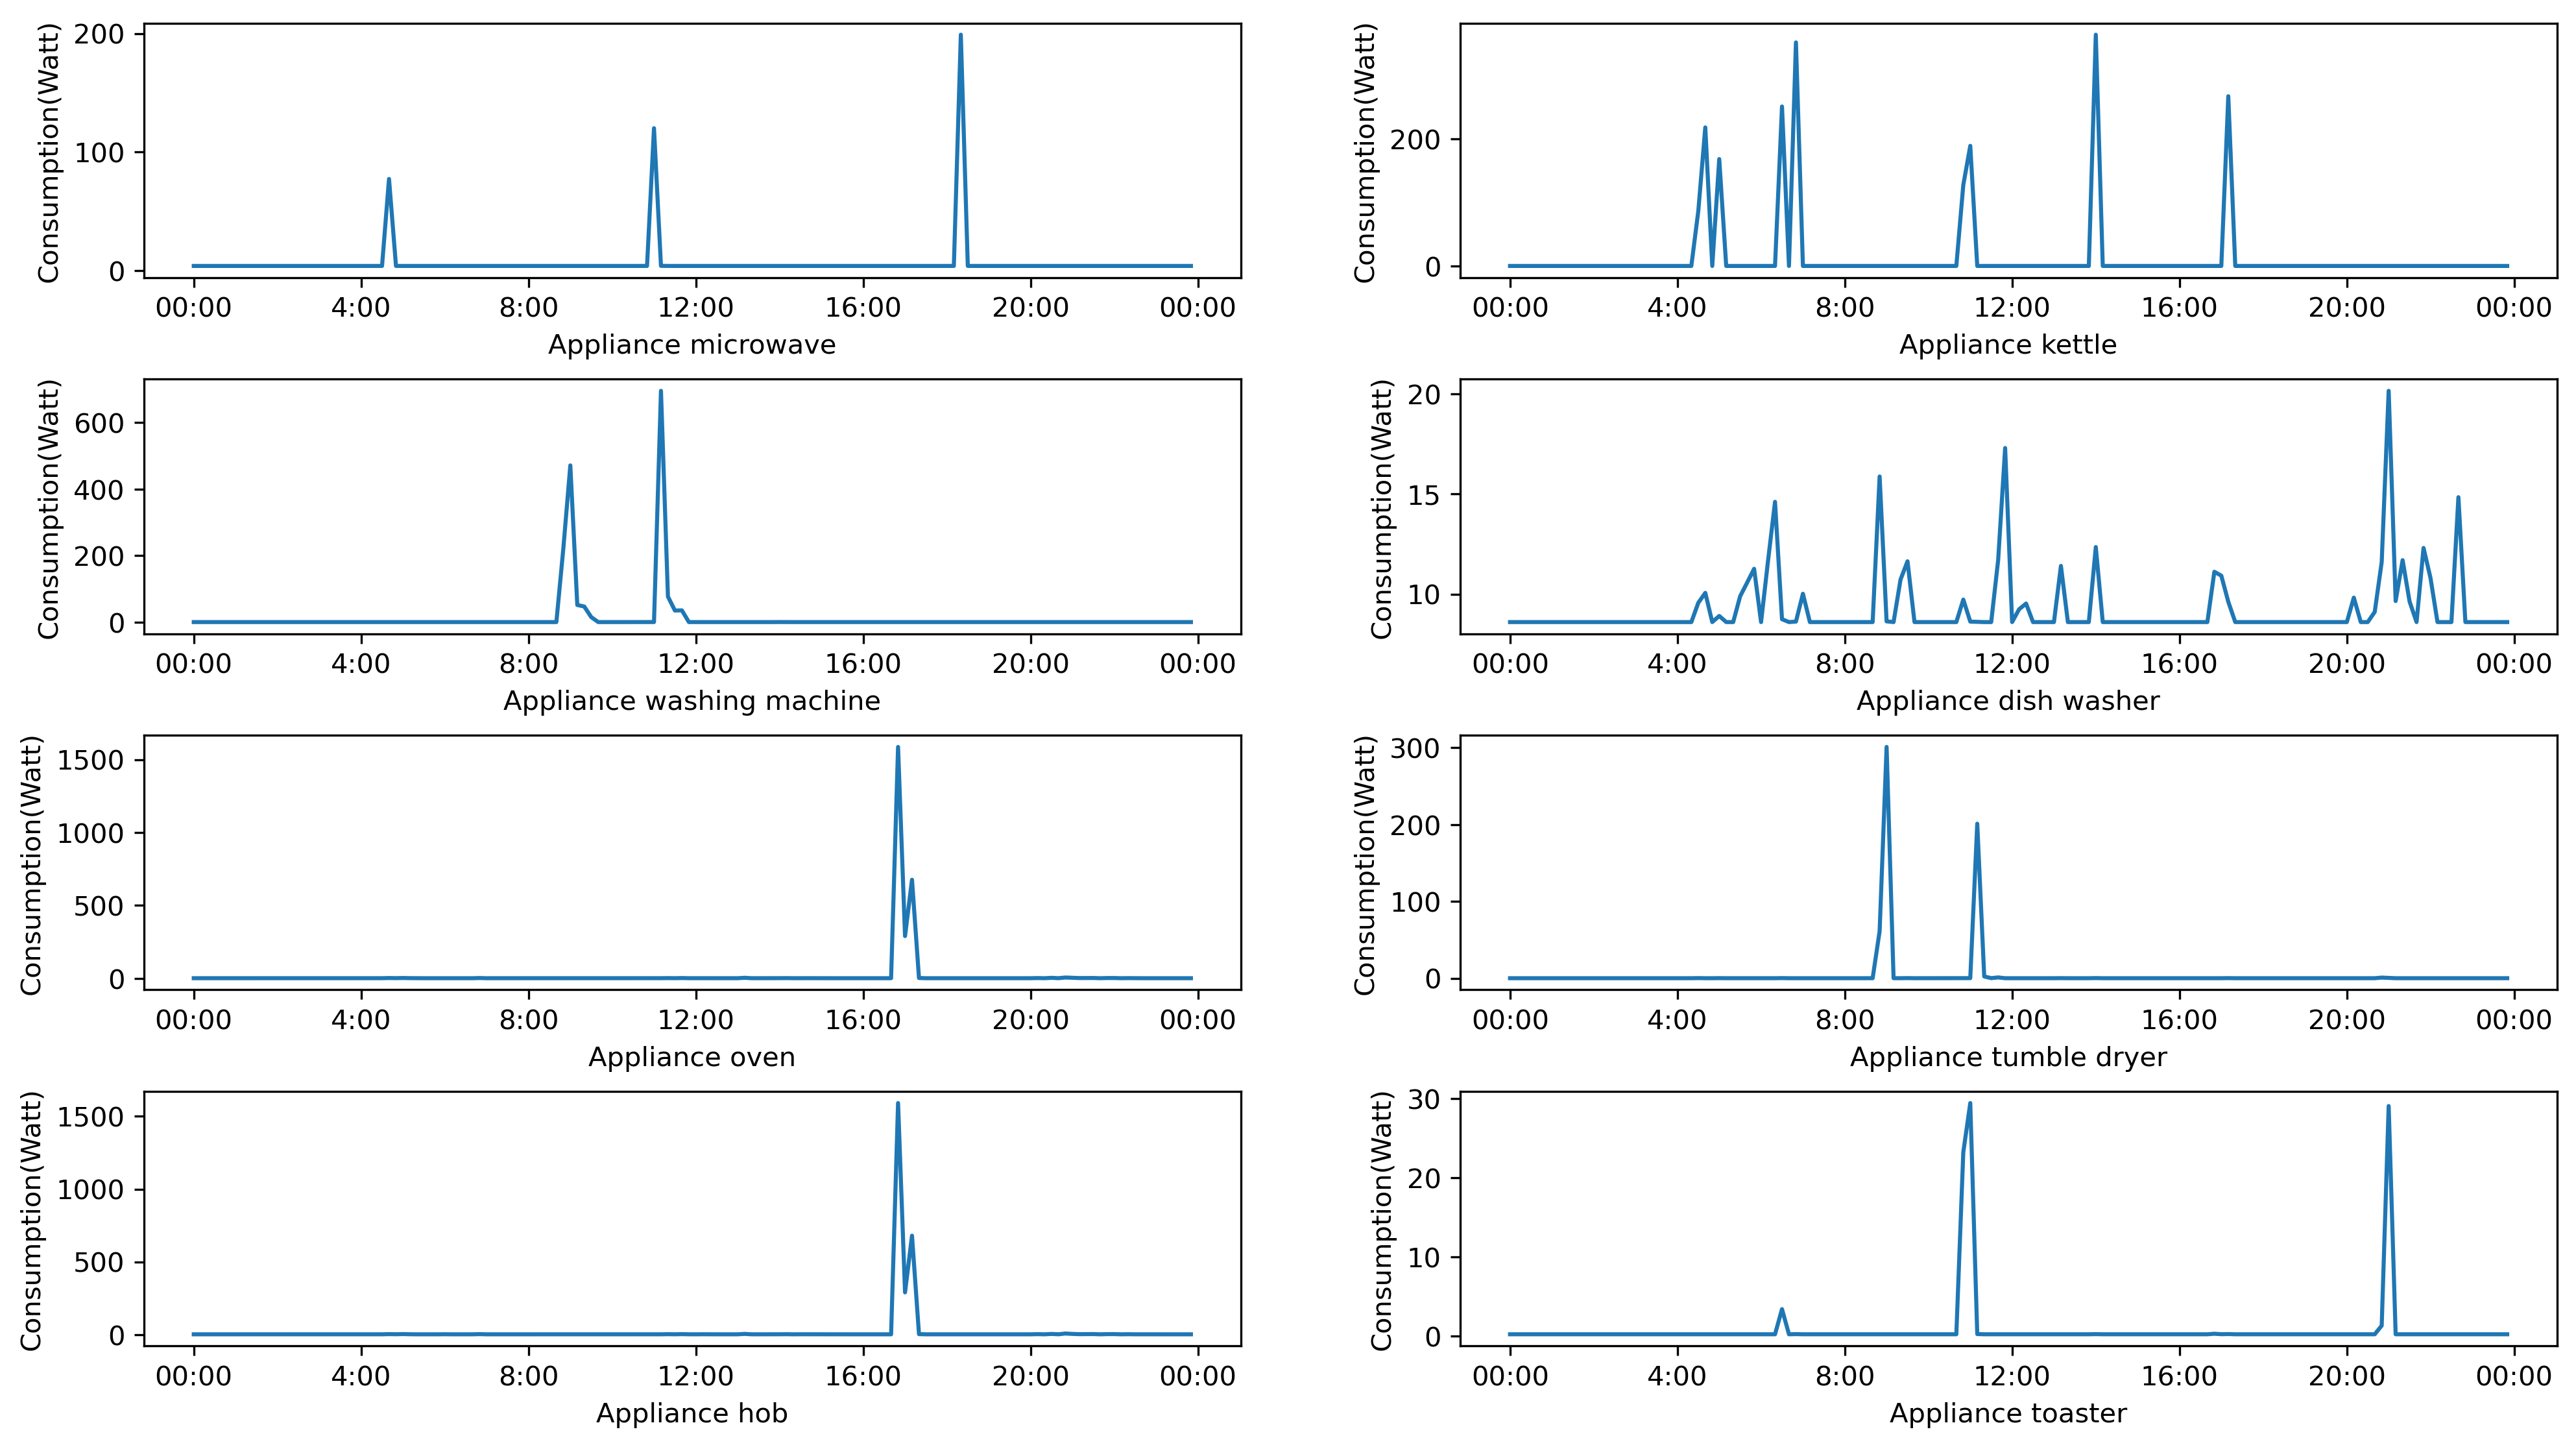 Consumption(Watt)
200
100
0
00:00 4:00 8:00 12:00 16:00 20:00 00:00
Appliance microwave
Consumption(Watt)
200
0
00:00 4:00 8:00 12:00 16:00 20:00 00:00
Appliance kettle
Consumption(Watt)
600
400
200
0
00:00 4:00 8:00 12:00 16:00 20:00 00:00
Appliance washing machine
Consumption(Watt)
20
15
10
00:00 4:00 8:00 12:00 16:00 20:00 00:00
Appliance dish washer
Consumption(Watt)
1500
1000
500
0
00:00 4:00 8:00 12:00 16:00 20:00 00:00
Appliance oven
Consumption(Watt)
300
200
100
0
00:00 4:00 8:00 12:00 16:00 20:00 00:00
Appliance tumble dryer
Consumption(Watt)
1500
1000
500
0
00:00 4:00 8:00 12:00 16:00 20:00 00:00
Appliance hob
Consumption(Watt)
30
20
10
0
00:00 4:00 8:00 12:00 16:00 20:00 00:00
Appliance toaster